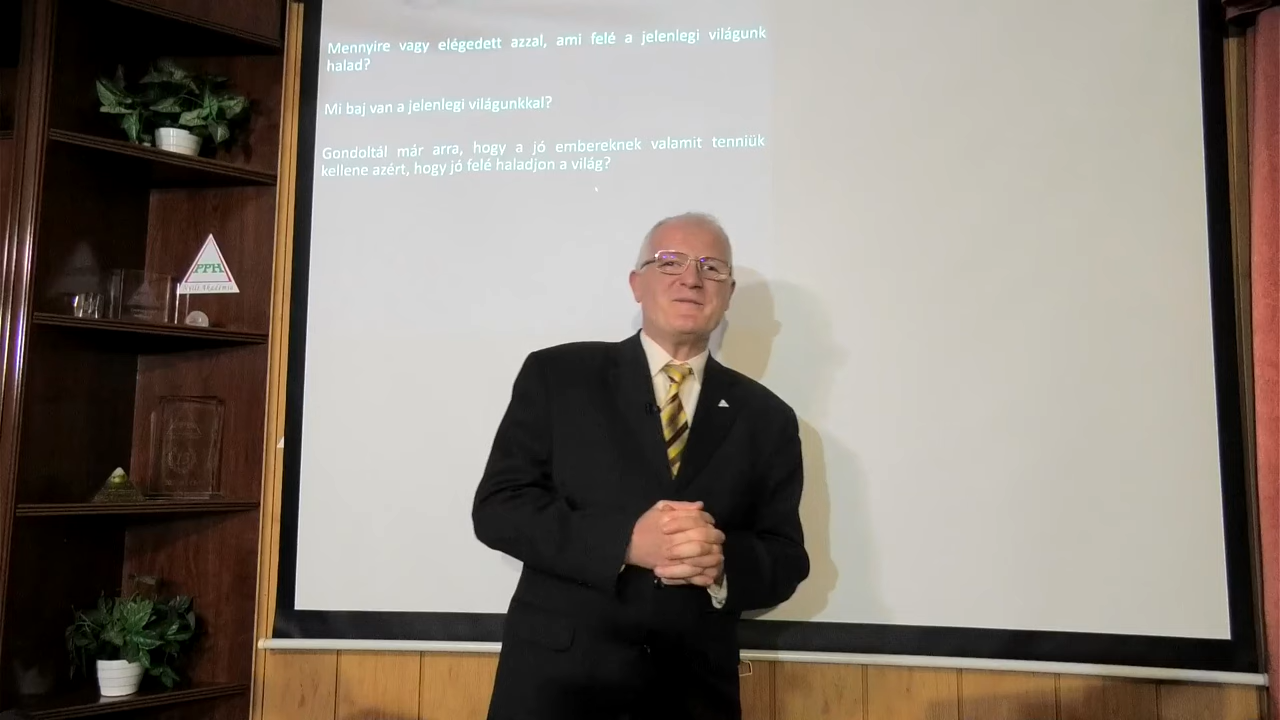 Mennyire vagy elégedett azzal, ami felé a jelenlegi világunk
halad?
Mi baj van a jelenlegi világunkkal?
Gondoltál már arra, hogy a jó embereknek valamit tenniük
kellene azért, hogy jó felé haladjon a világ?
PPH